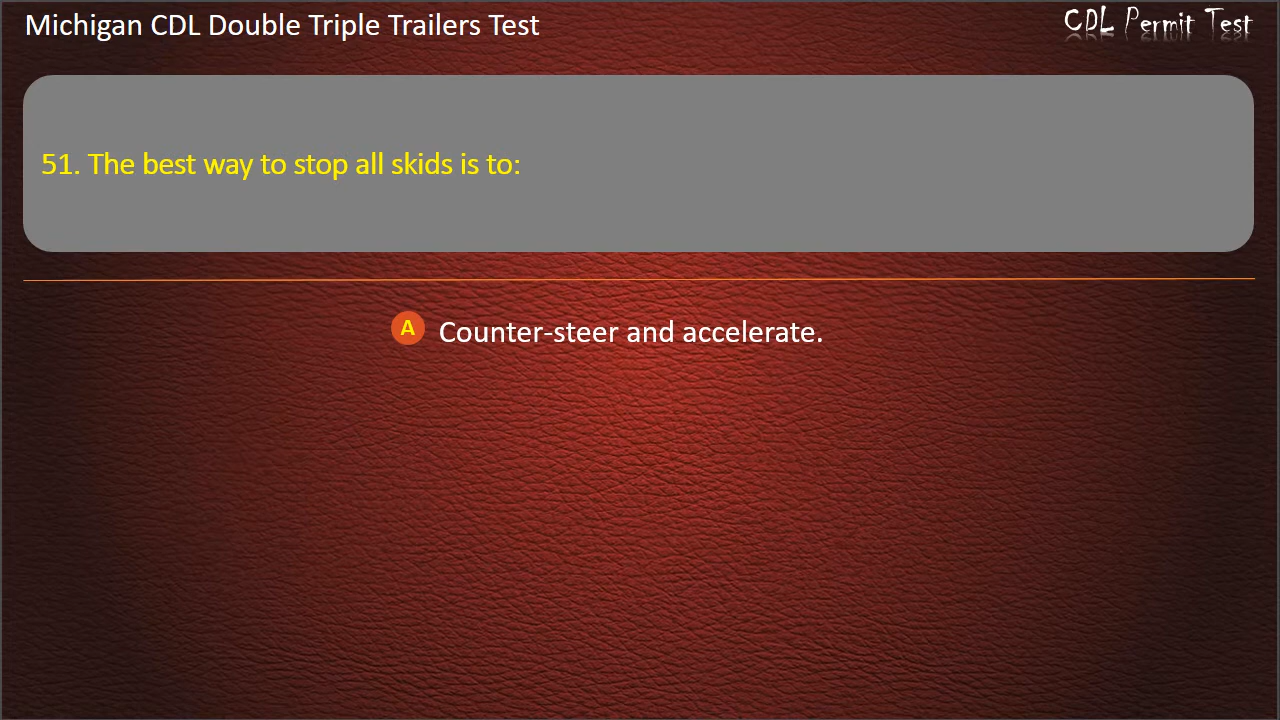 Michigan CDL Double Triple Trailers Test
CDL Permit Test
51. The best way to stop all skids is to:
A Counter-steer and accelerate.